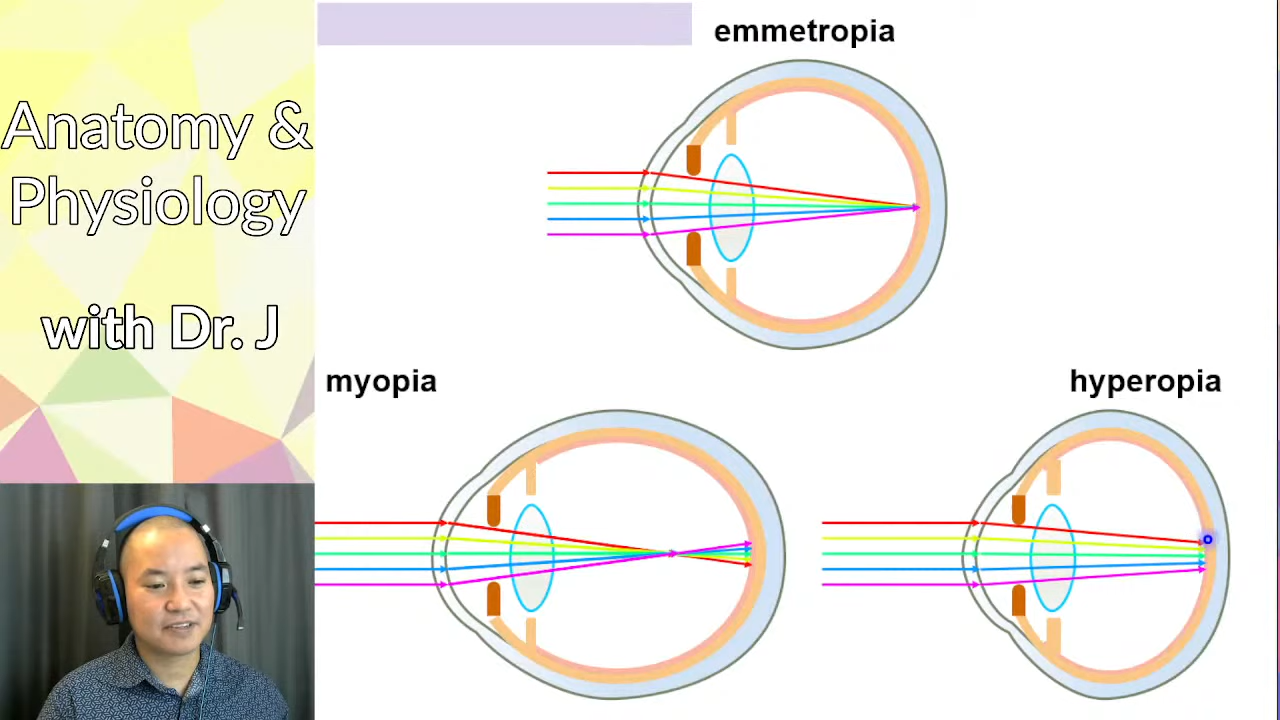 Anatomy &
Physiology
with Dr. J
emmetropia
myopia
hyperopia